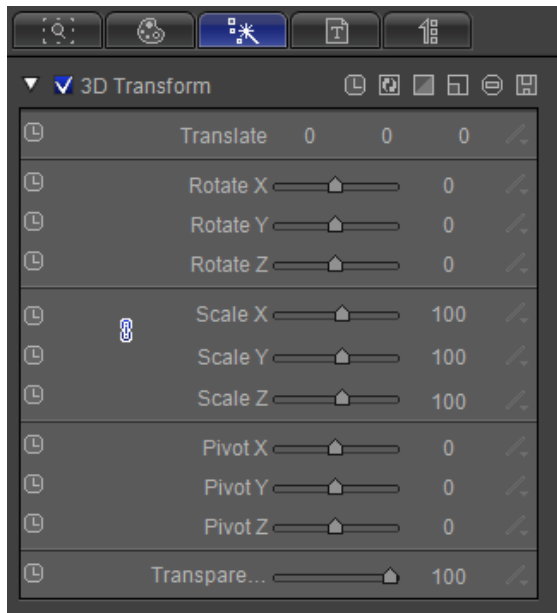 T
3D Transform
Translate 0 0 0
Rotate X 0
Rotate Y 0
Rotate Z 0
Scale X 100
Scale Y 100
Scale Z 100
Pivot X 0
Pivot Y 0
Pivot Z 0
Transpare... 100